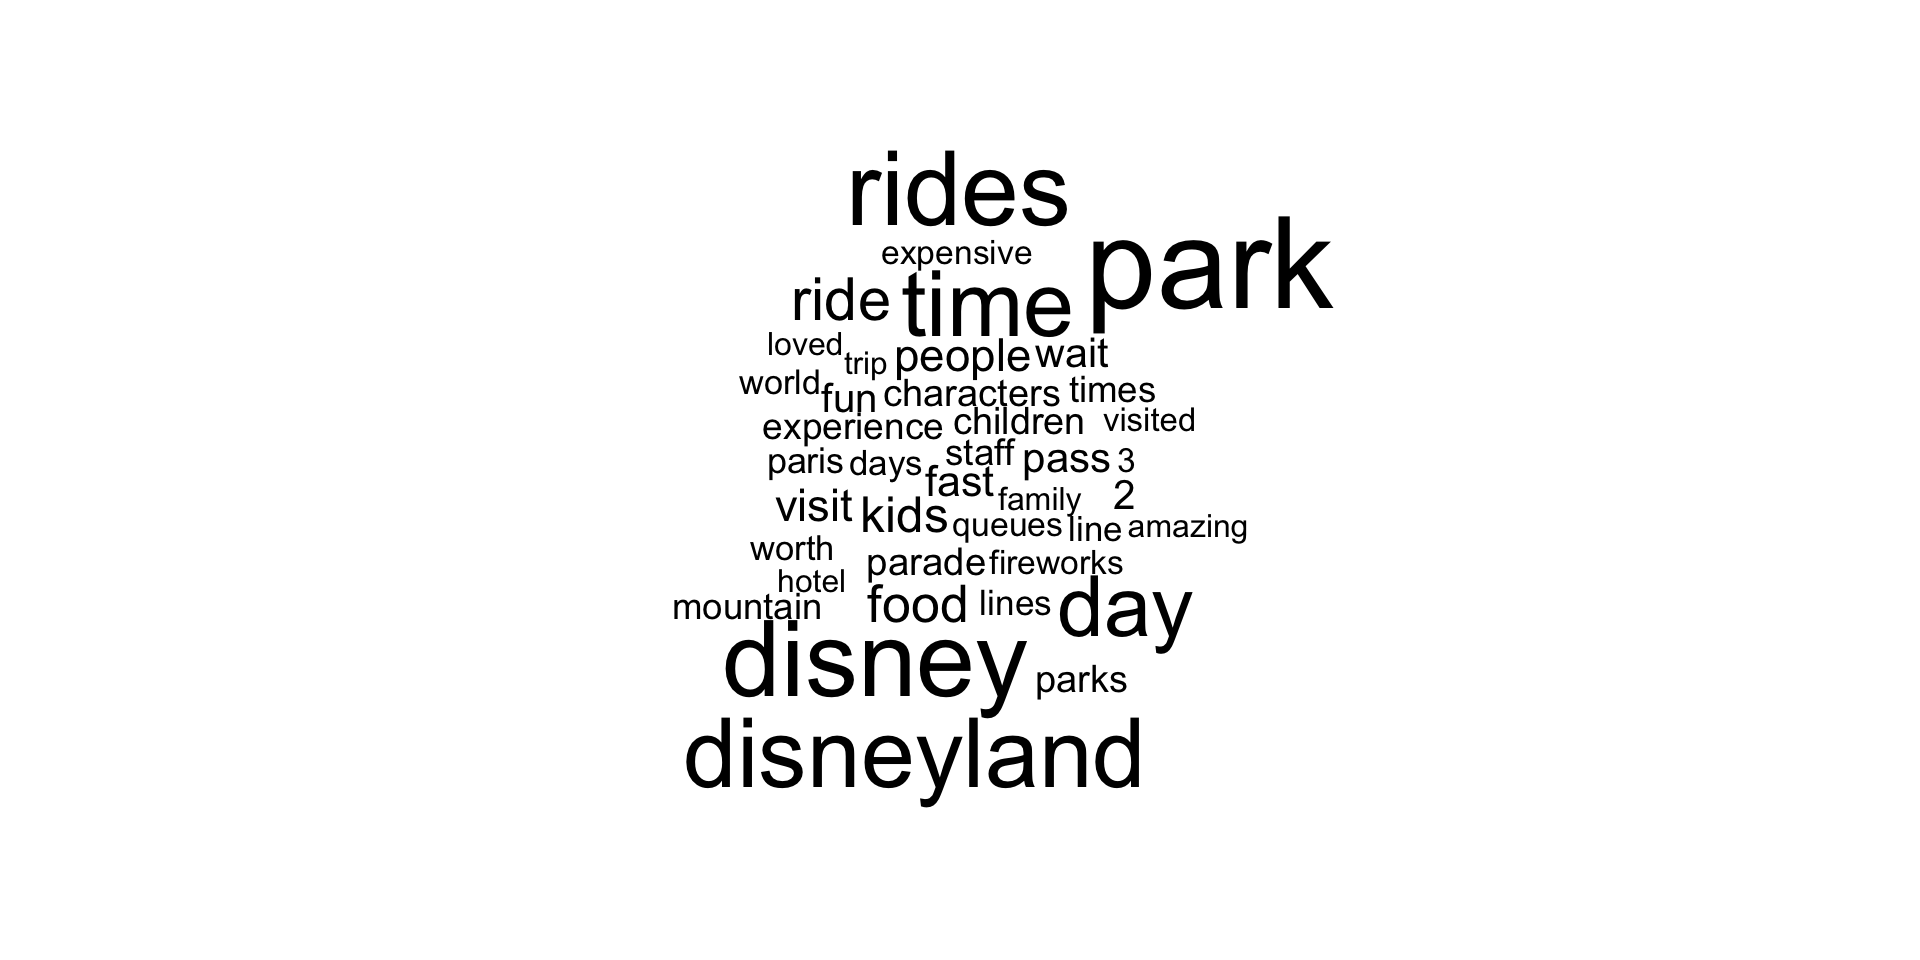 rides
park
expensive
ride time
loved trip people wait
world fun characters times
experience children visited
paris days staff pass 3
fast
visit kids family 2
queues line amazing
worth parade fireworks
hotel
mountain food lines day
disney parks
disneyland